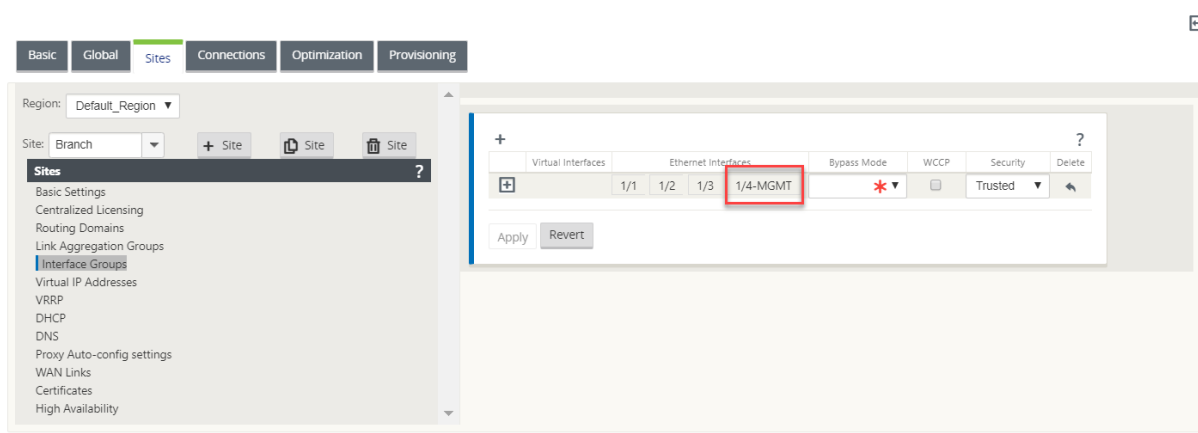 Basic Global Sites Connections Optimization Provisioning
Region: Default_Region ▼
Site: Branch + Site Site Site
Sites ?
Basic Settings
Centralized Licensing
Routing Domains
Link Aggregation Groups
Interface Groups
Virtual IP Addresses
VRRP
DHCP
DNS
Proxy Auto-config settings
WAN Links
Certificates
High Availability
+ ?
Virtual Interfaces Ethernet Interfaces Bypass Mode WCCP Security Delete
1/1 1/2 1/3 1/4-MGMT * ▼ Trusted ▼
Apply Revert